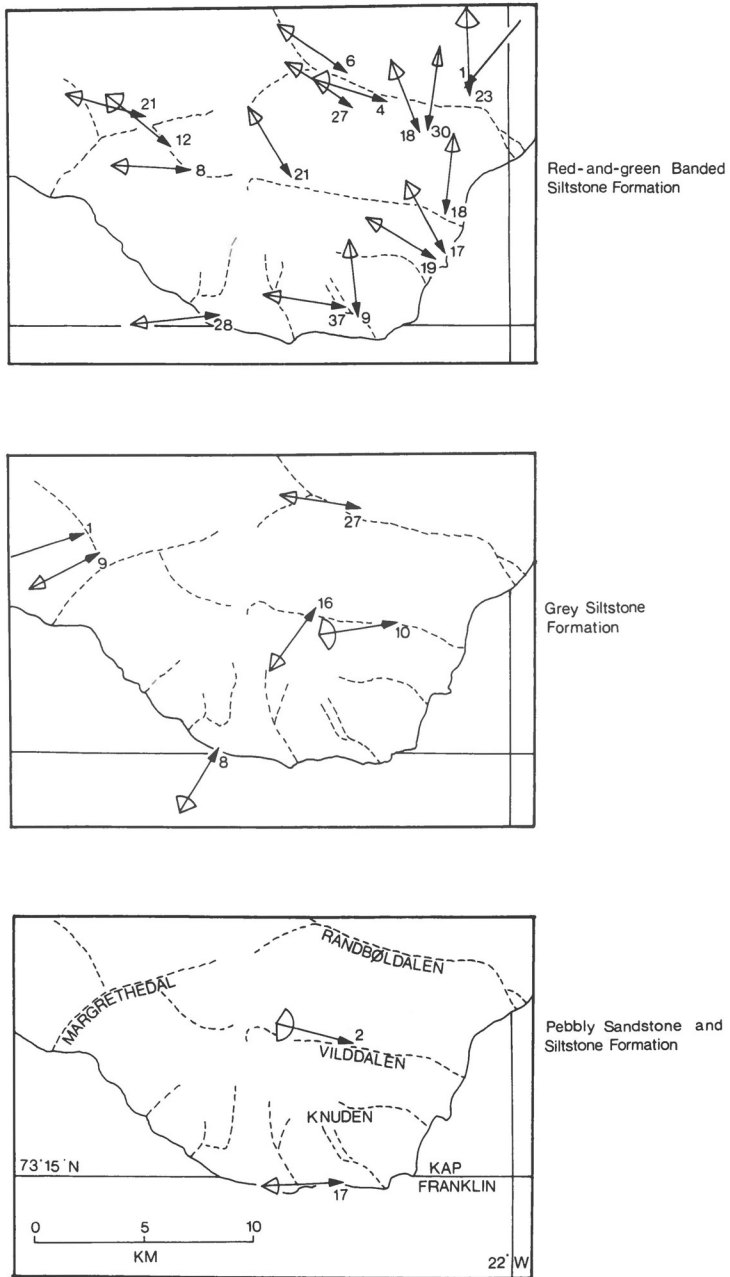 6
1
21
27
4
23
12
18
30
8
21
18
17
19
37
9
28
Red-and-green Banded
Siltstone Formation
27
1
9
16
10
8
Grey Siltstone
Formation
RANDBØLDALEN
MARGRETHEDAL
2
VILDDALEN
Pebbly Sandstone and
Siltstone Formation
KNUDEN
73°15'N
KAP
FRANKLIN
17
0 5 10
KM
22°W